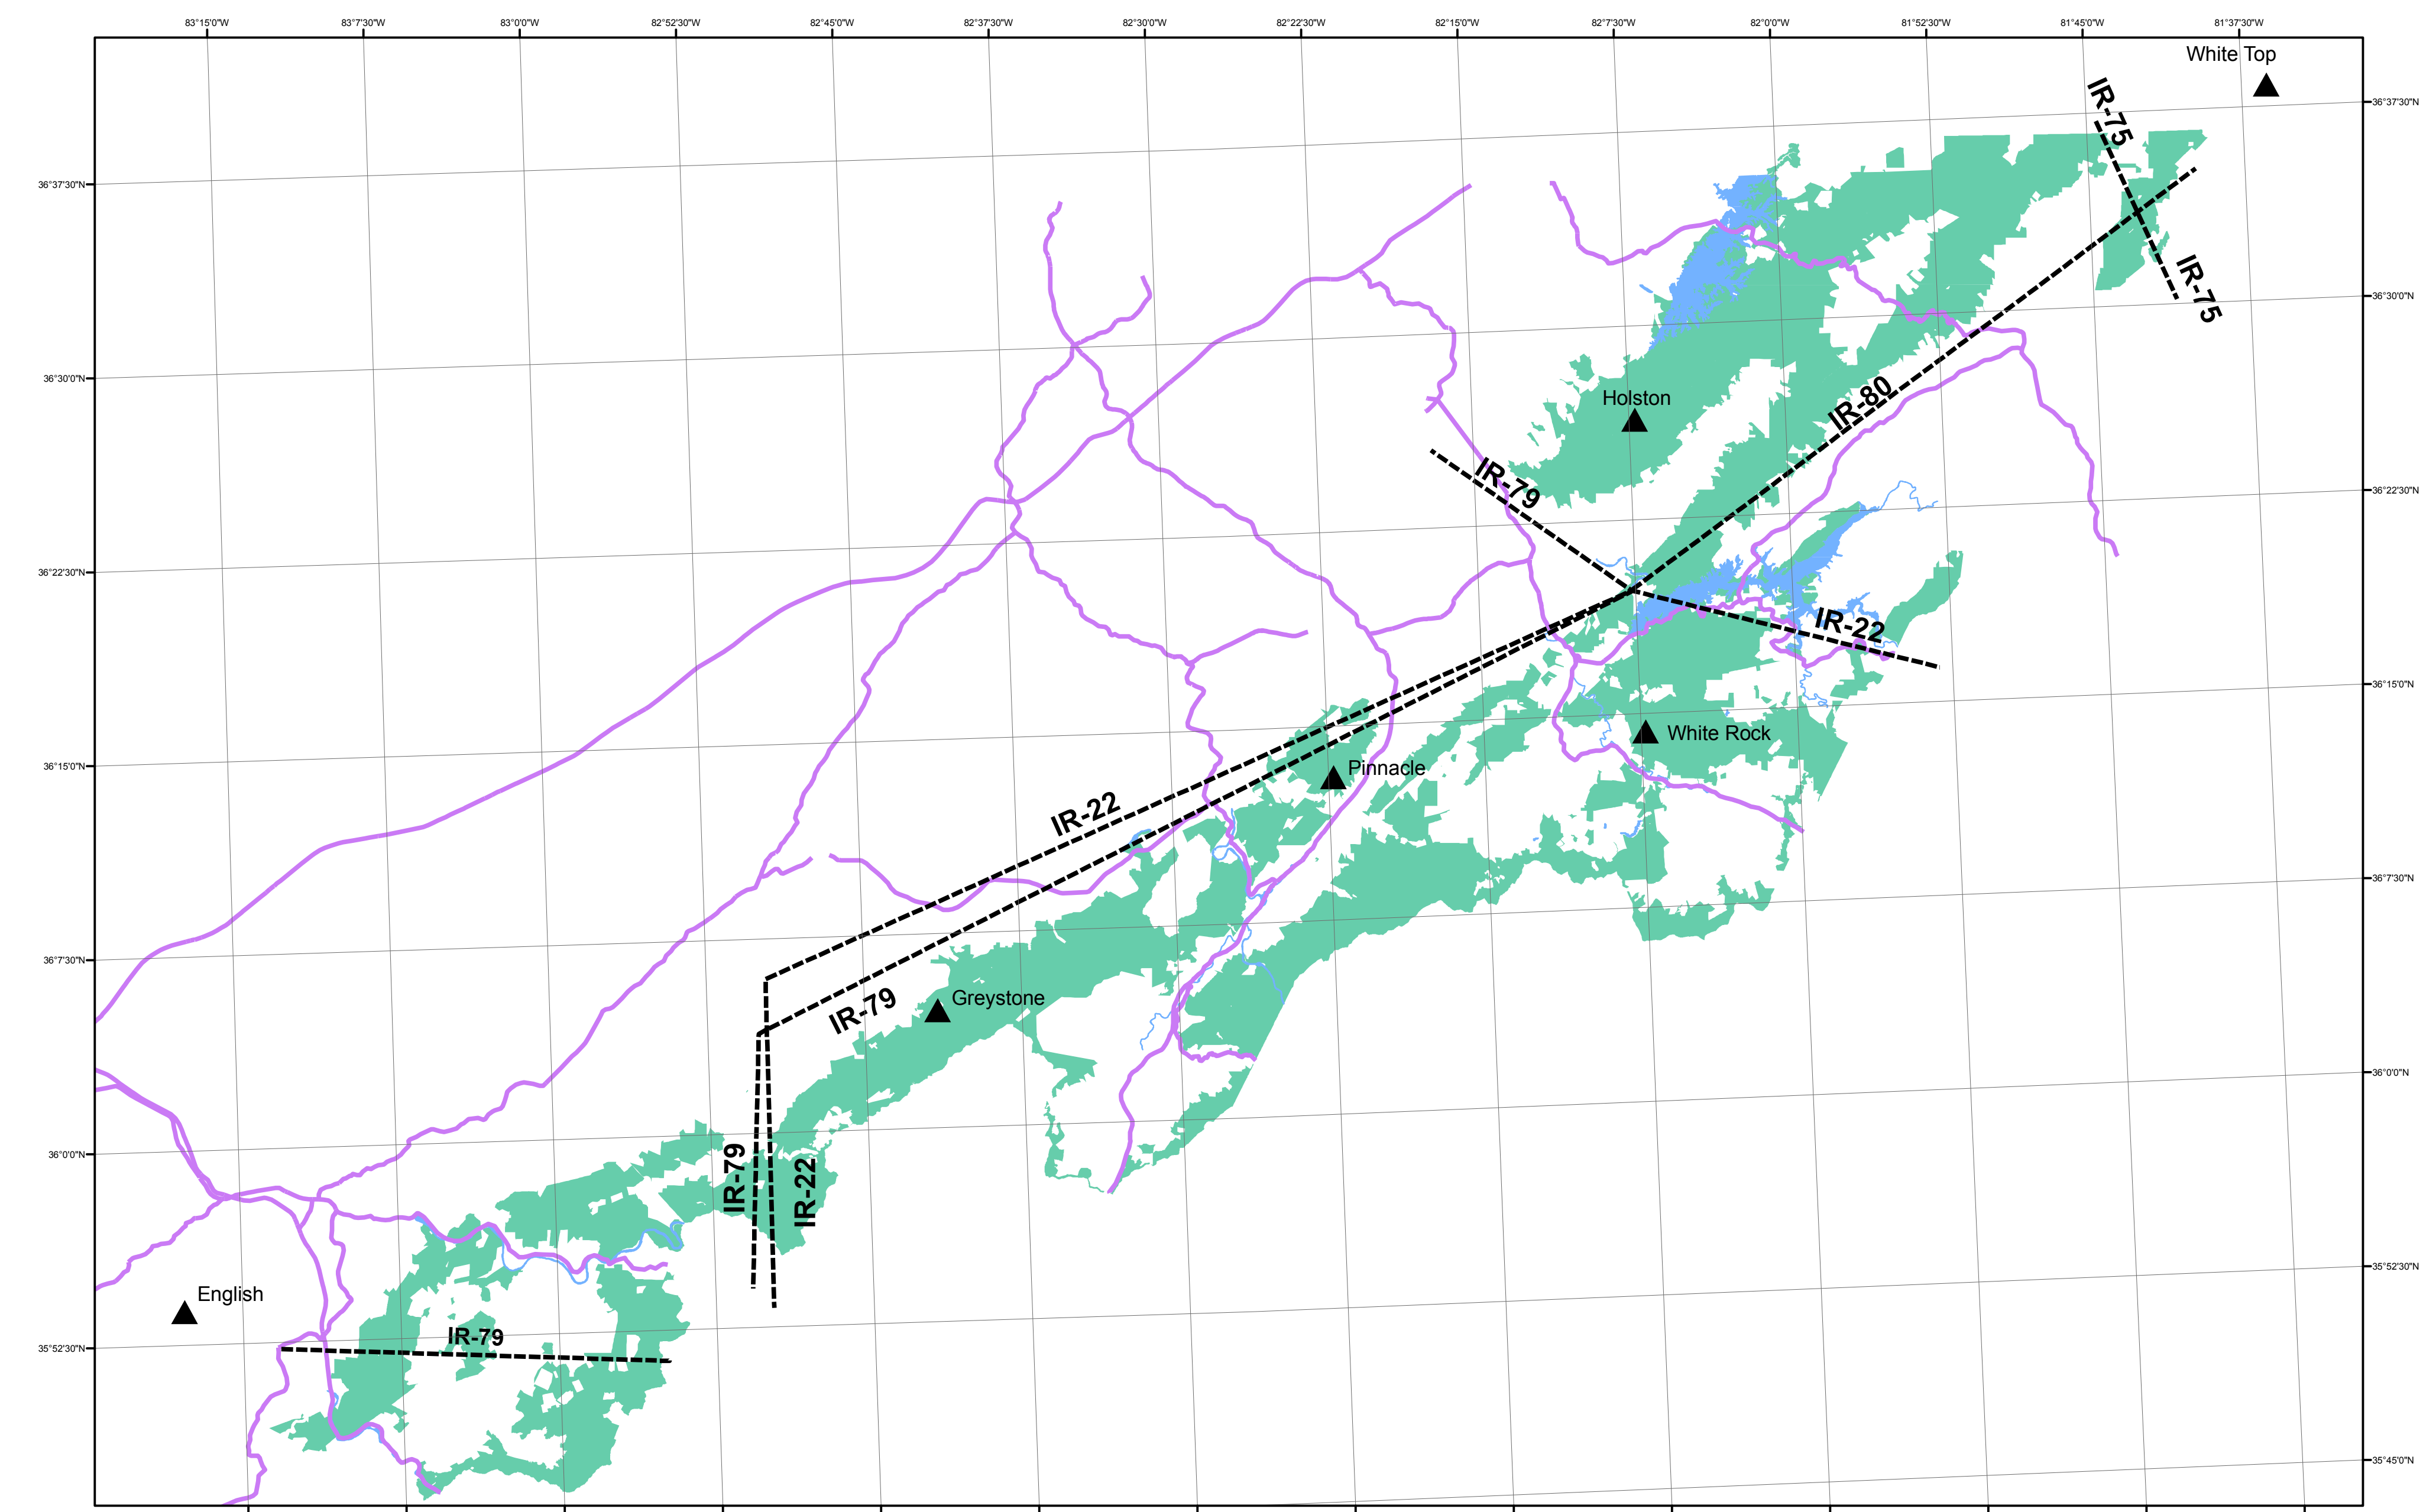 83°15'0"W 83°7'30"W 83°0'0"W 82°52'30"W 82°45'0"W 82°37'30"W 82°30'0"W 82°22'30"W 82°15'0"W 82°7'30"W 82°0'0"W 81°52'30"W 81°45'0"W 81°37'30"W
White Top
IR-75
36°37'30"N
36°37'30"N
IR-75
36°30'0"N
36°30'0"N
Holston
IR-80
IR-79
36°22'30"N
36°22'30"N
IR-22
36°15'0"N
White Rock
36°15'0"N
Pinnacle
IR-22
36°7'30"N
36°7'30"N
Greystone
IR-79
36°0'0"N
36°0'0"N
IR-79
IR-22
35°52'30"N
English
IR-79
35°52'30"N
35°45'0"N